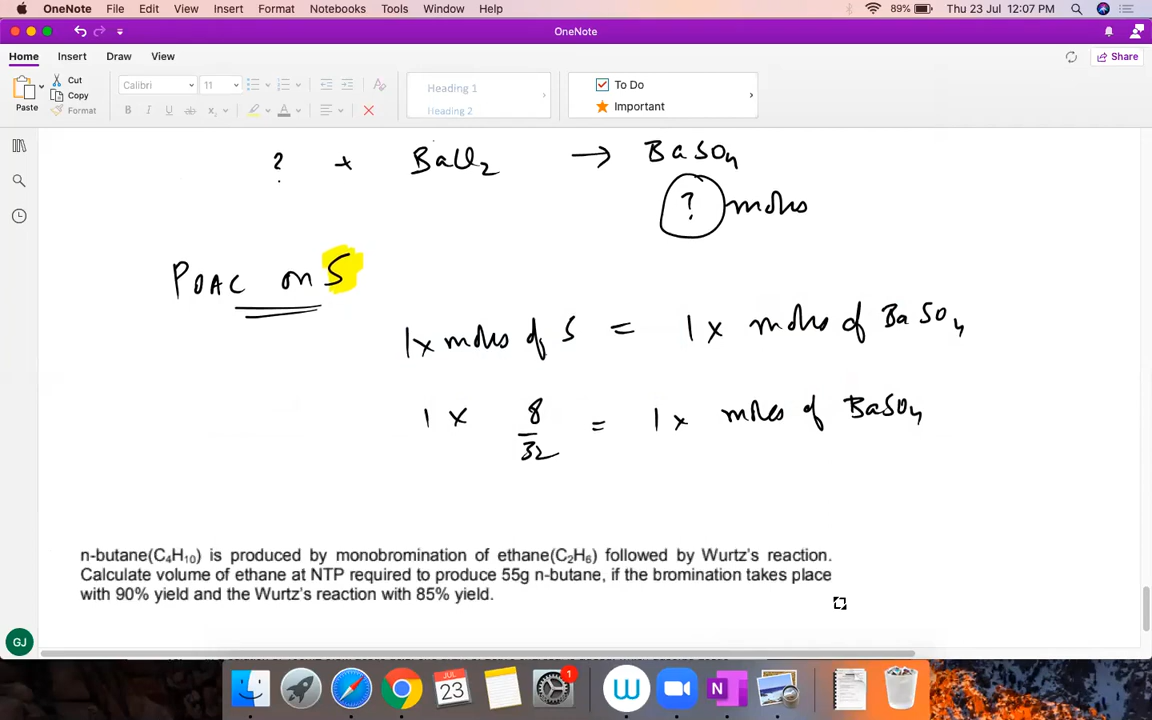 OneNote File Edit View Insert Format Notebooks Tools Window Help 89% Thu 23 Jul 12:07 PM
OneNote
Home Insert Draw View Share
Paste Cut Copy Format Calibri 11 Heading 1 Heading 2 To Do Important
B I U x₂ A
? + BaCl₂ → BaSO₄
? moles
POAC on S
1x moles of S = 1 x moles of BaSO₄
1 x 8/32 = 1 x moles of BaSO₄
n-butane(C₄H₁₀) is produced by monobromination of ethane(C₂H₆) followed by Wurtz's reaction.
Calculate volume of ethane at NTP required to produce 55g n-butane, if the bromination takes place
with 90% yield and the Wurtz's reaction with 85% yield.
GJ
JUL 23 1